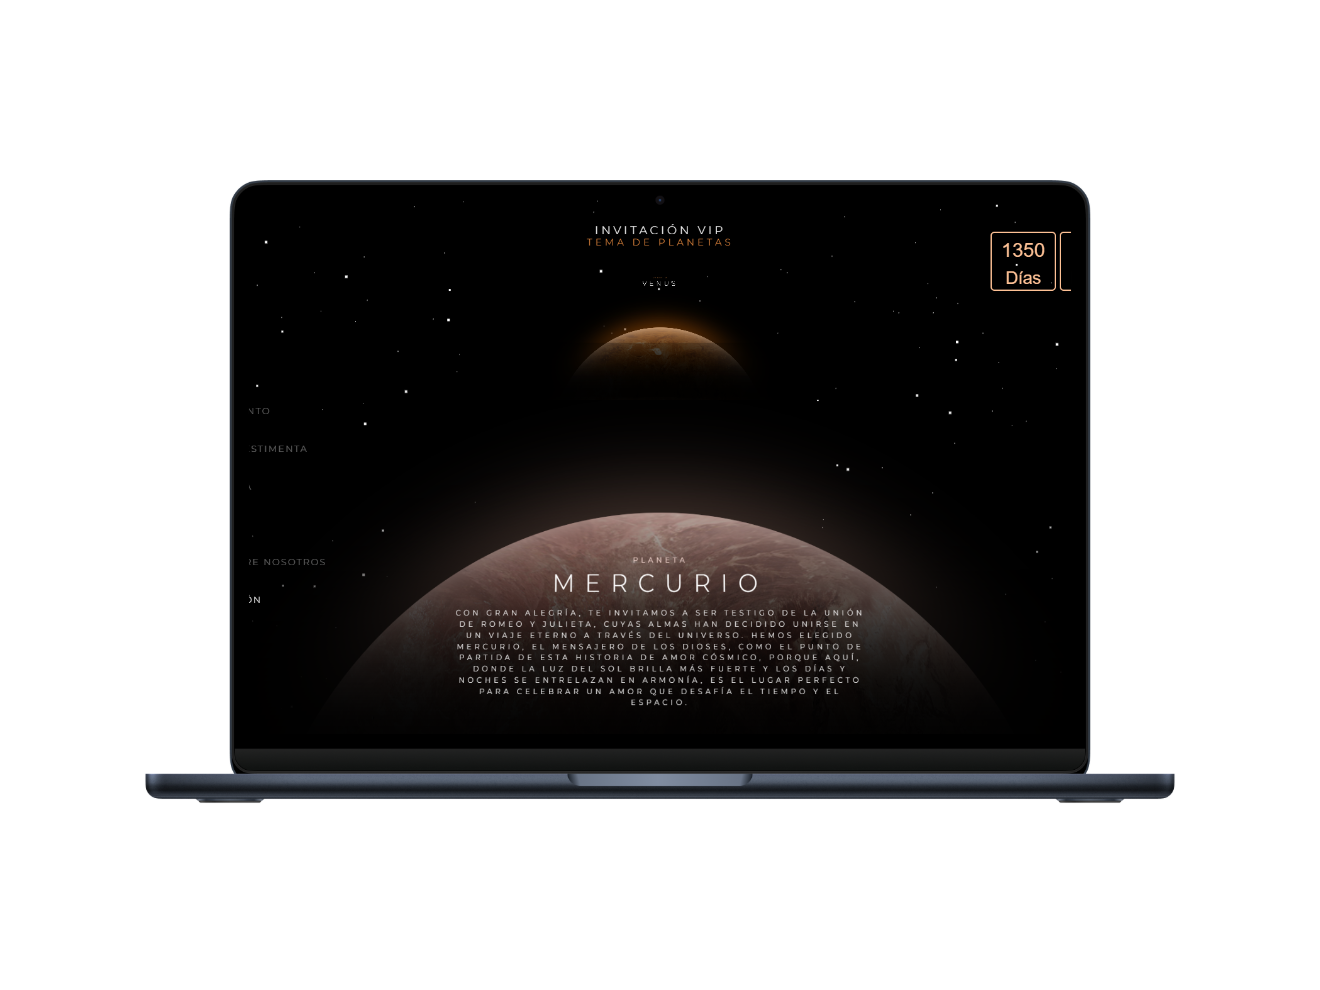 INVITACIÓN VIP
TEMA DE PLANETAS
1350
Días
VENUS
NTO
STIMENTA
RE NOSOTROS
ÓN
PLANETA
MERCURIO
CON GRAN ALEGRÍA, TE INVITAMOS A SER TESTIGO DE LA UNIÓN
DE ROMEO Y JULIETA, CUYAS ALMAS HAN DECIDIDO UNIRSE EN
UN VIAJE ETERNO A TRAVÉS DEL UNIVERSO. HEMOS ELEGIDO
MERCURIO, EL MENSAJERO DE LOS DIOSES, COMO EL PUNTO DE
PARTIDA DE ESTA HISTORIA DE AMOR CÓSMICO, PORQUE AQUÍ,
DONDE LA LUZ DEL SOL BRILLA MÁS FUERTE Y LOS DÍAS Y
NOCHES SE ENTRELAZAN EN ARMONÍA, ES EL LUGAR PERFECTO
PARA CELEBRAR UN AMOR QUE DESAFÍA EL TIEMPO Y EL
ESPACIO.